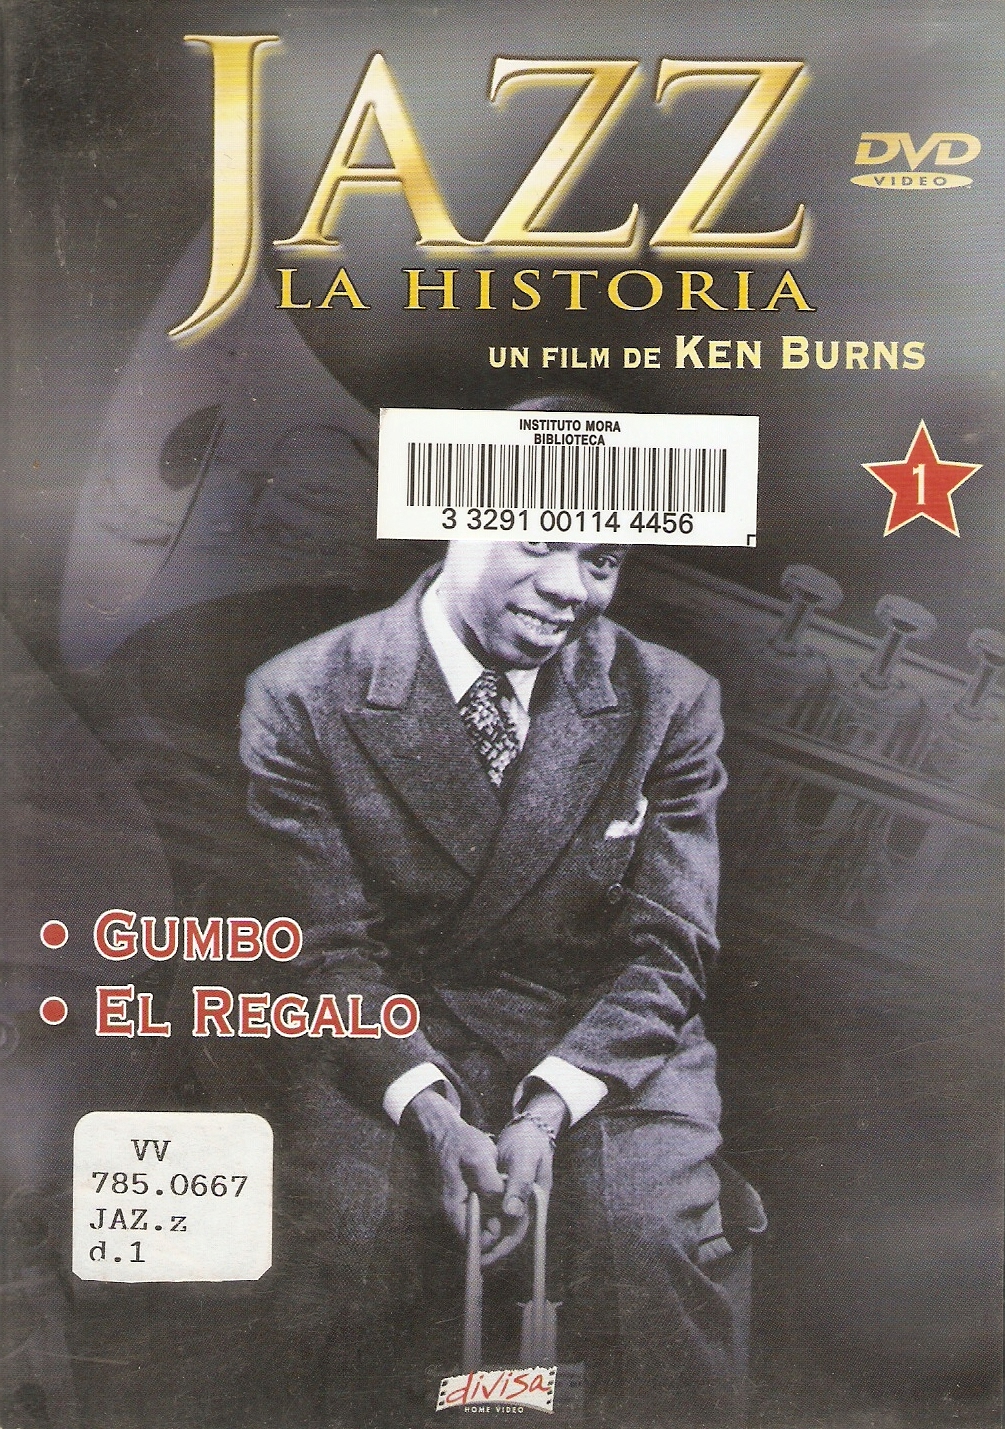 JAZZ
LA HISTORIA
DVD
VIDEO
UN FILM DE KEN BURNS
INSTITUTO MORA
BIBLIOTECA
3 3291 00114 4456
1
• GUMBO
• EL REGALO
VV
785.0667
JAZ.z
d.1
divisa
HOME VIDEO